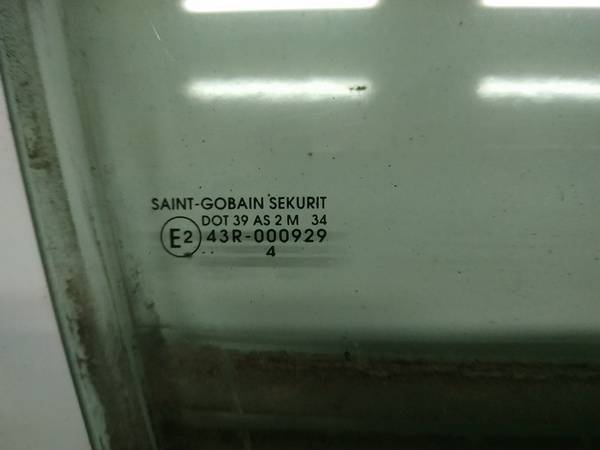 SAINT-GOBAIN SEKURIT
DOT 39 AS 2 M 34
E2 43R-000929
.. 4